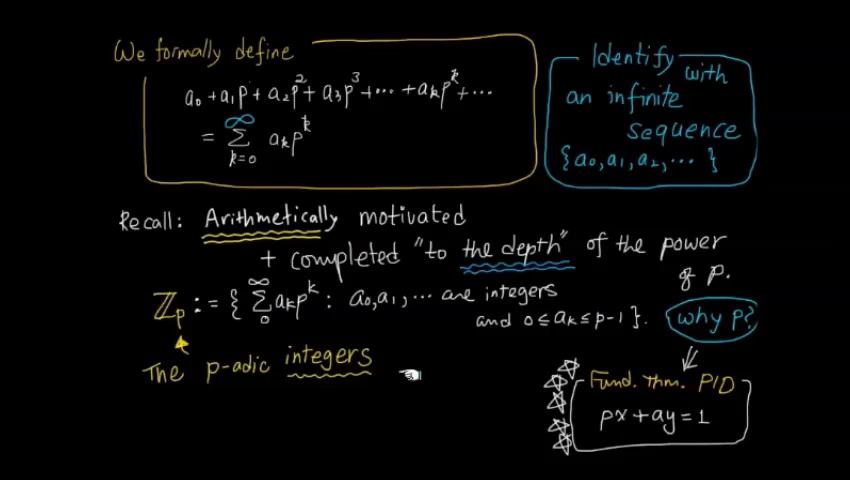 We formally define
a₀ + a₁p + a₂p² + a₃p³ + ··· + aₖpᵏ + ···
= ∑_{k=0}^{∞} aₖpᵏ
Identify with
an infinite
sequence
{a₀, a₁, a₂, ··· }
Recall: Arithmetically motivated
+ completed "to the depth" of the power
of p.
ℤₚ := { ∑_{0}^{∞} aₖpᵏ : a₀, a₁, ··· are integers
and 0 ≤ aₖ ≤ p-1 }.
why p?
The p-adic integers
Fund. thm. PID
px + ay = 1